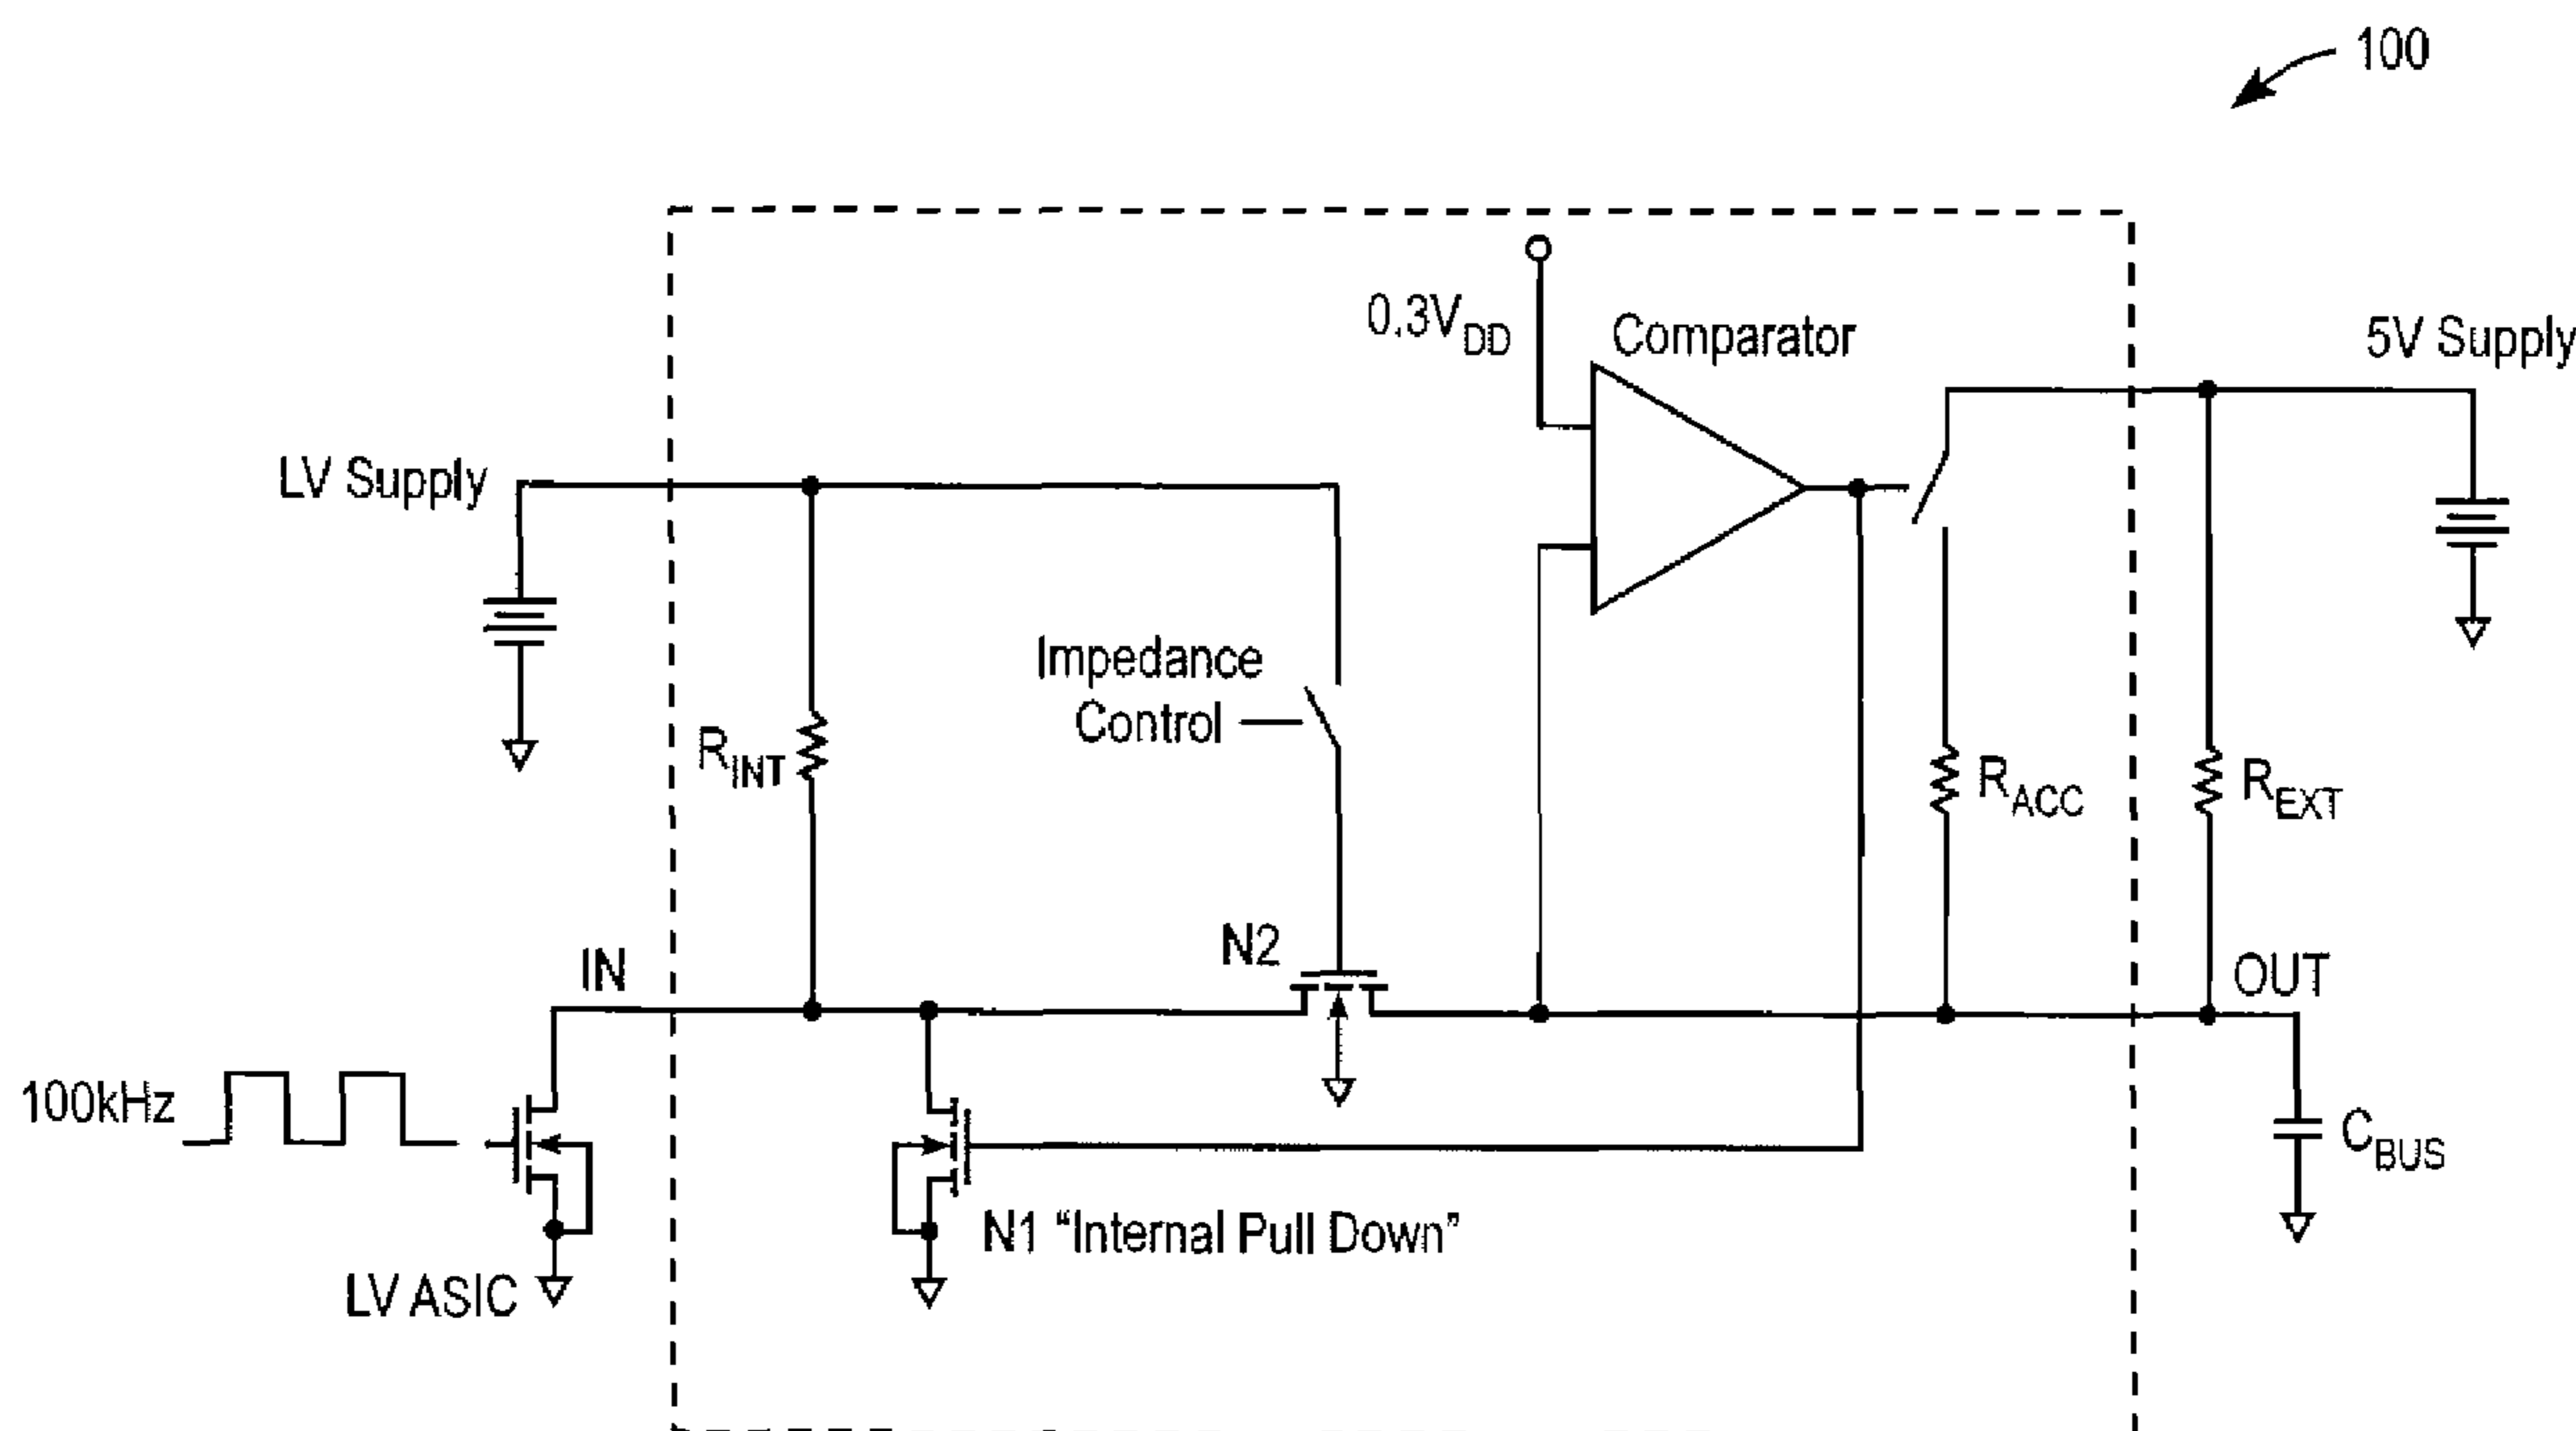 100
0.3VDD
Comparator
5V Supply
LV Supply
Impedance
Control
RINT
RACC
REXT
N2
IN
OUT
100kHz
CBUS
N1 “Internal Pull Down”
LV ASIC